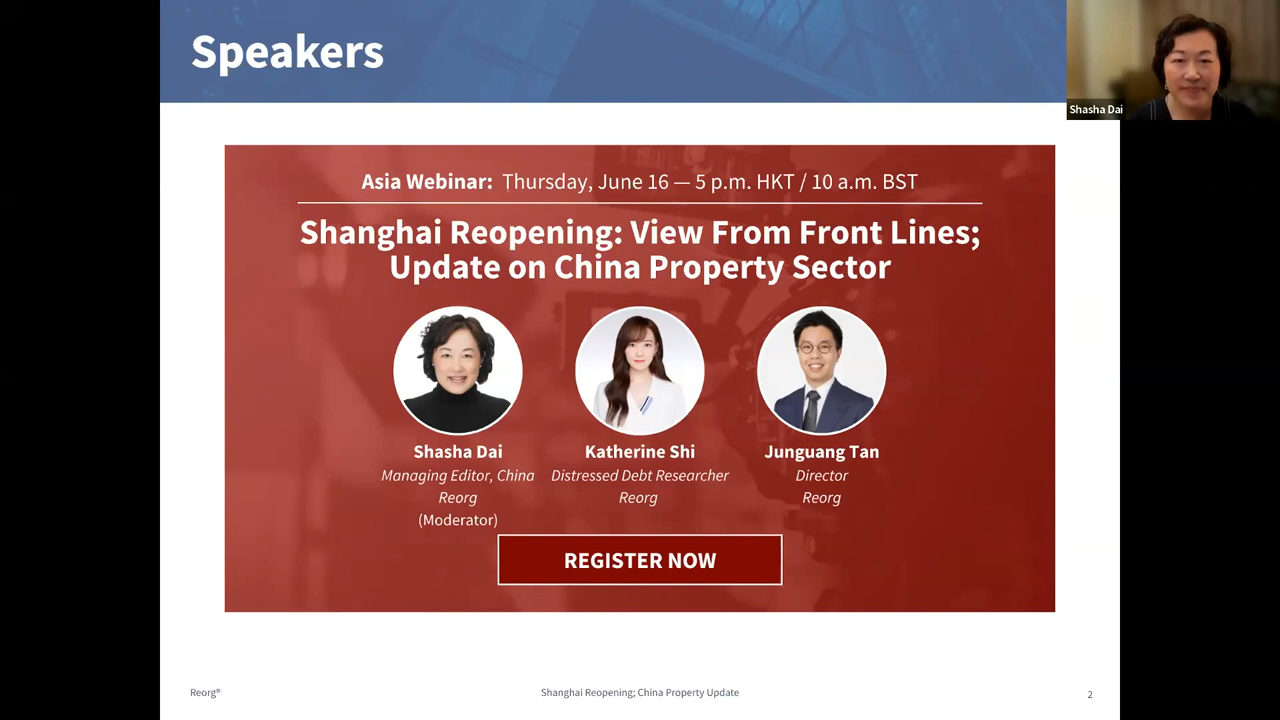 Speakers
Shasha Dai
Asia Webinar: Thursday, June 16 — 5 p.m. HKT / 10 a.m. BST
Shanghai Reopening: View From Front Lines;
Update on China Property Sector
Shasha Dai
Managing Editor, China
Reorg
(Moderator)
Katherine Shi
Distressed Debt Researcher
Reorg
Junguang Tan
Director
Reorg
REGISTER NOW
Reorg®
Shanghai Reopening; China Property Update
2